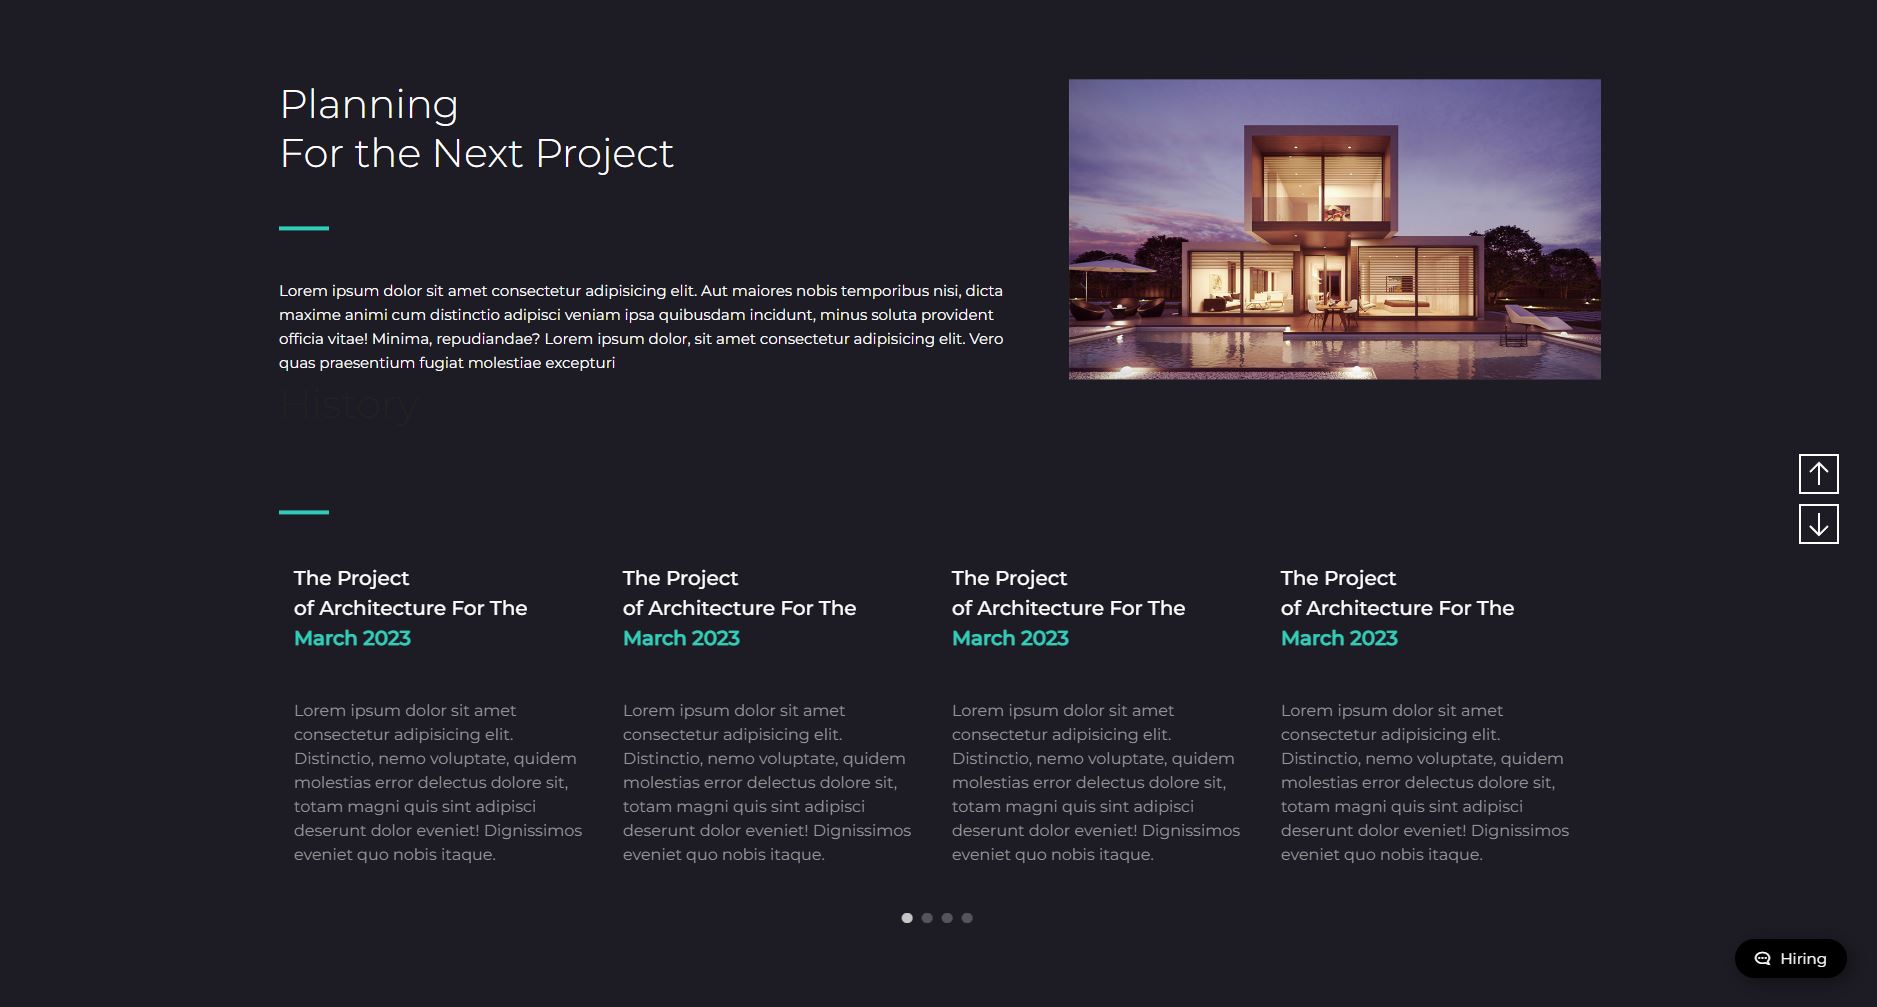 Planning
For the Next Project
Lorem ipsum dolor sit amet consectetur adipisicing elit. Aut maiores nobis temporibus nisi, dicta
maxime animi cum distinctio adipisci veniam ipsa quibusdam incidunt, minus soluta provident
officia vitae! Minima, repudiandae? Lorem ipsum dolor, sit amet consectetur adipisicing elit. Vero
quas praesentium fugiat molestiae excepturi
History
The Project
of Architecture For The
March 2023
Lorem ipsum dolor sit amet
consectetur adipisicing elit.
Distinctio, nemo voluptate, quidem
molestias error delectus dolore sit,
totam magni quis sint adipisci
deserunt dolor eveniet! Dignissimos
eveniet quo nobis itaque.
The Project
of Architecture For The
March 2023
Lorem ipsum dolor sit amet
consectetur adipisicing elit.
Distinctio, nemo voluptate, quidem
molestias error delectus dolore sit,
totam magni quis sint adipisci
deserunt dolor eveniet! Dignissimos
eveniet quo nobis itaque.
The Project
of Architecture For The
March 2023
Lorem ipsum dolor sit amet
consectetur adipisicing elit.
Distinctio, nemo voluptate, quidem
molestias error delectus dolore sit,
totam magni quis sint adipisci
deserunt dolor eveniet! Dignissimos
eveniet quo nobis itaque.
The Project
of Architecture For The
March 2023
Lorem ipsum dolor sit amet
consectetur adipisicing elit.
Distinctio, nemo voluptate, quidem
molestias error delectus dolore sit,
totam magni quis sint adipisci
deserunt dolor eveniet! Dignissimos
eveniet quo nobis itaque.
Hiring